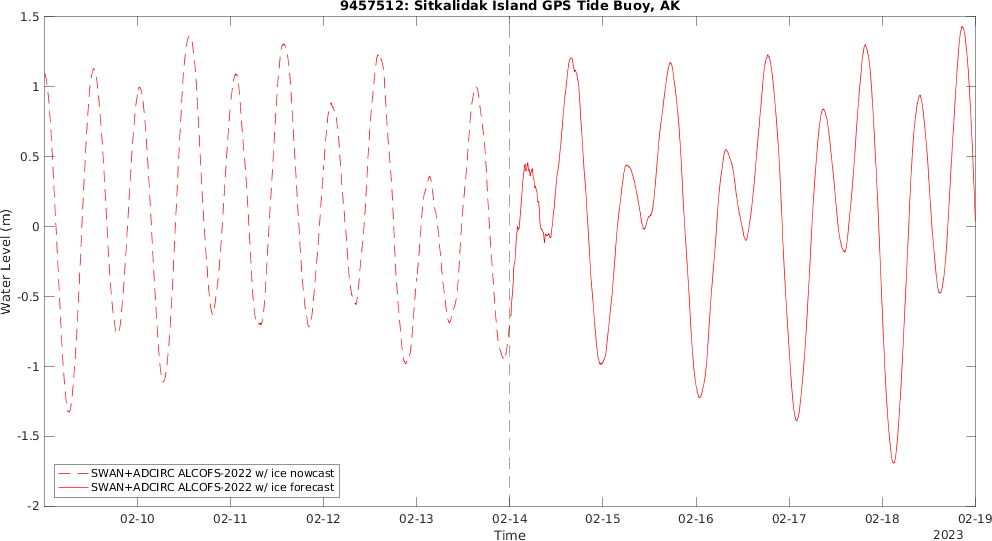 9457512: Sitkalidak Island GPS Tide Buoy, AK
1.5
1
0.5
0
-0.5
-1
-1.5
-2
Water Level (m)
SWAN+ADCIRC ALCOFS-2022 w/ ice nowcast
SWAN+ADCIRC ALCOFS-2022 w/ ice forecast
02-10 02-11 02-12 02-13 02-14 02-15 02-16 02-17 02-18 02-19
Time
2023